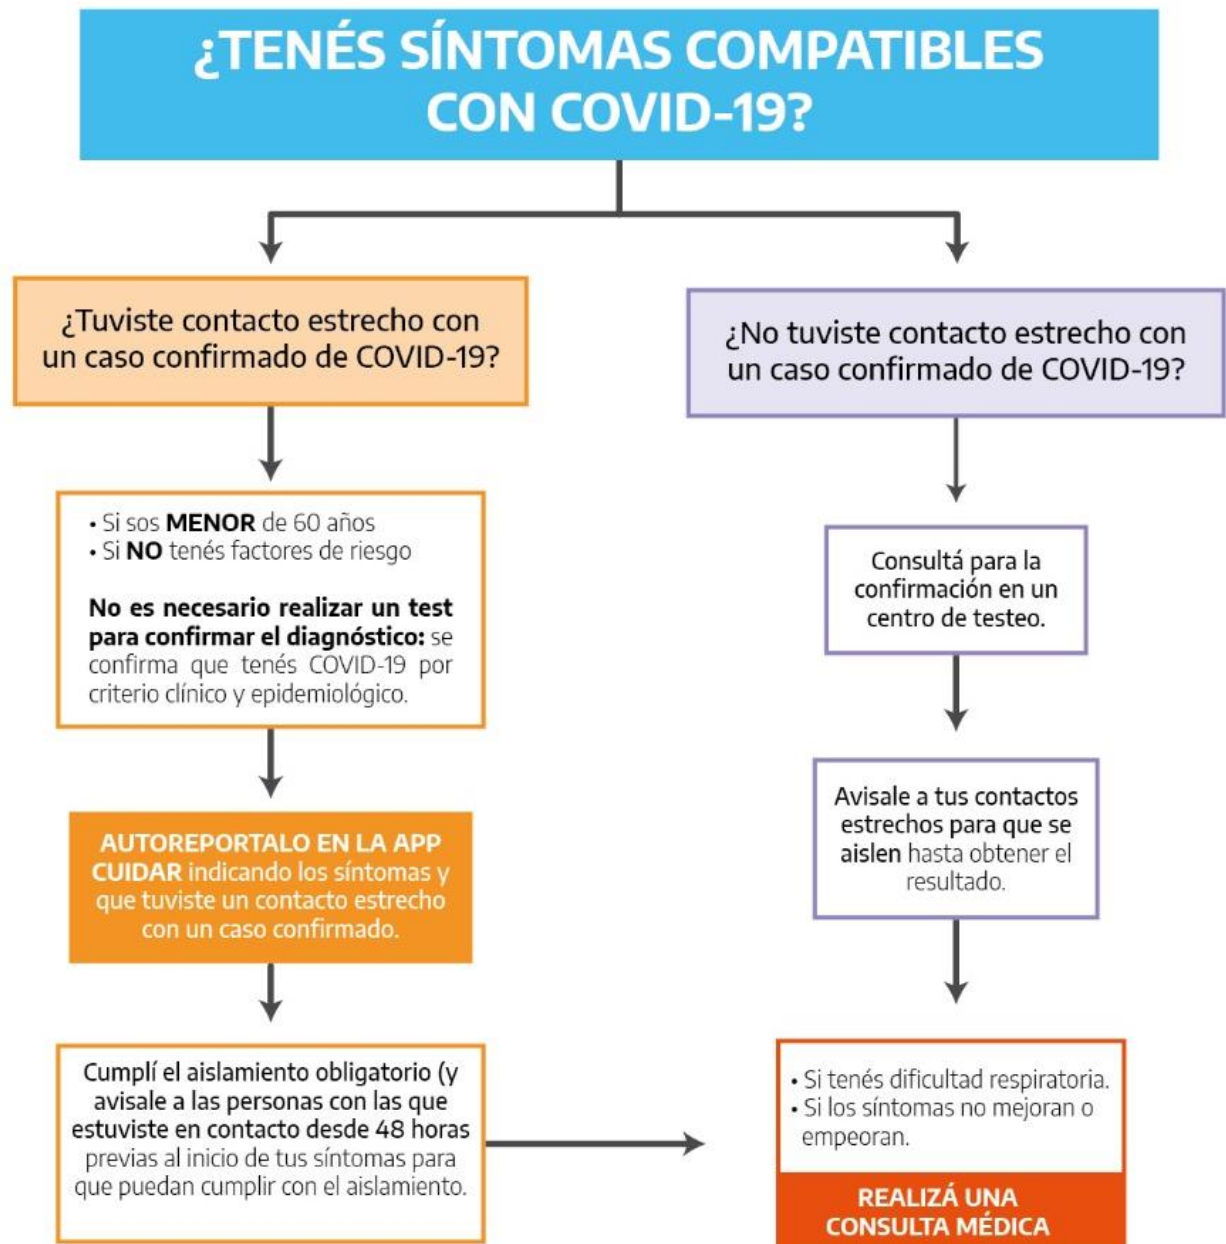 ¿TENÉS SÍNTOMAS COMPATIBLES
CON COVID-19?
¿Tuviste contacto estrecho con
un caso confirmado de COVID-19?
• Si sos MENOR de 60 años
• Si NO tenés factores de riesgo
No es necesario realizar un test
para confirmar el diagnóstico: se
confirma que tenés COVID-19 por
criterio clínico y epidemiológico.
AUTOREPORTALO EN LA APP
CUIDAR indicando los síntomas y
que tuviste un contacto estrecho
con un caso confirmado.
Cumplí el aislamiento obligatorio (y
avisale a las personas con las que
estuviste en contacto desde 48 horas
previas al inicio de tus síntomas para
que puedan cumplir con el aislamiento.
¿No tuviste contacto estrecho con
un caso confirmado de COVID-19?
Consultá para la
confirmación en un
centro de testeo.
Avisale a tus contactos
estrechos para que se
aislen hasta obtener el
resultado.
• Si tenés dificultad respiratoria.
• Si los síntomas no mejoran o
empeoran.
REALIZÁ UNA
CONSULTA MÉDICA